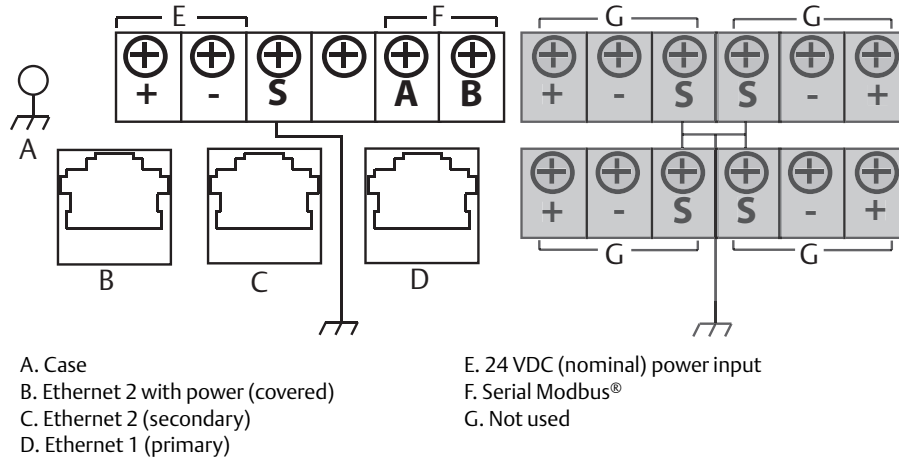 E F G G
+ - S A B + - S S - +
A
+ - S S - +
B C D G G
A. Case
B. Ethernet 2 with power (covered)
C. Ethernet 2 (secondary)
D. Ethernet 1 (primary)
E. 24 VDC (nominal) power input
F. Serial Modbus®
G. Not used